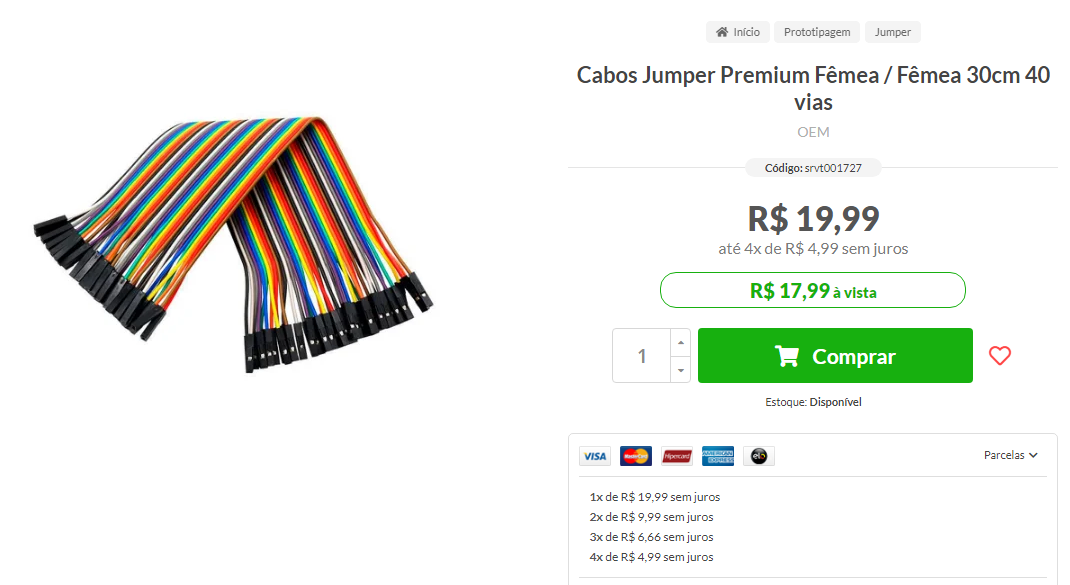 Início Prototipagem Jumper
Cabos Jumper Premium Fêmea / Fêmea 30cm 40
vias
OEM
Código: srvt001727
R$ 19,99
até 4x de R$ 4,99 sem juros
R$ 17,99 à vista
1 Comprar
Estoque: Disponível
VISA MasterCard Hipercard AMERICAN EXPRESS elo Parcelas
1x de R$ 19,99 sem juros
2x de R$ 9,99 sem juros
3x de R$ 6,66 sem juros
4x de R$ 4,99 sem juros